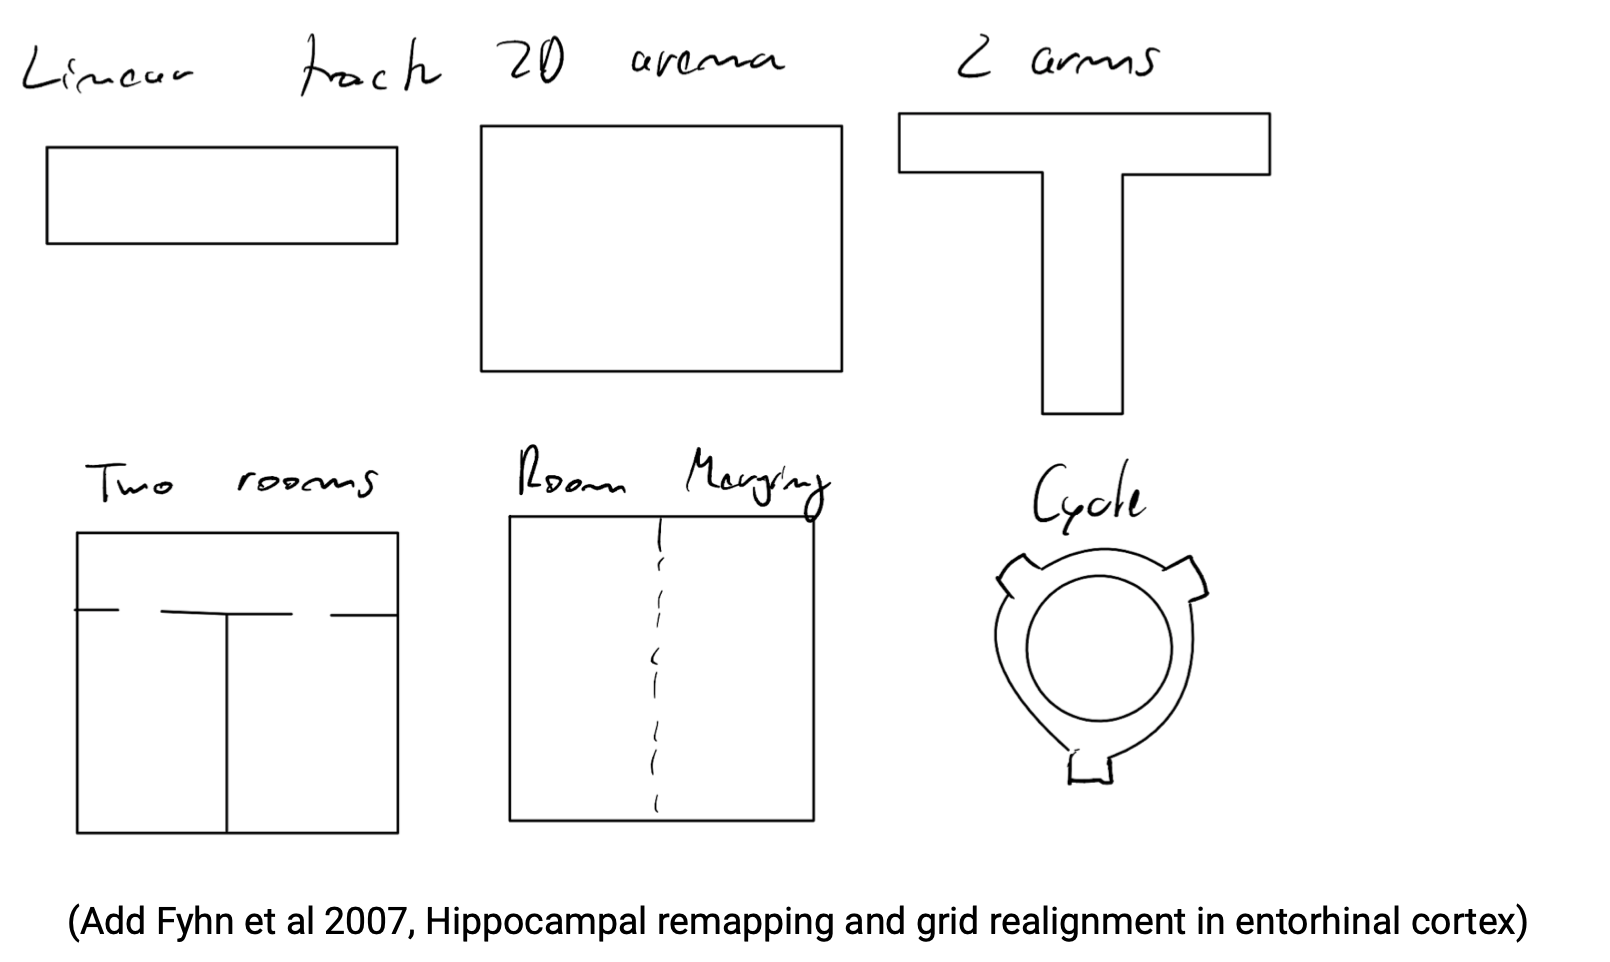 Linear track 2D arena 2 arms
Two rooms Room Merging Cycle
(Add Fyhn et al 2007, Hippocampal remapping and grid realignment in entorhinal cortex)